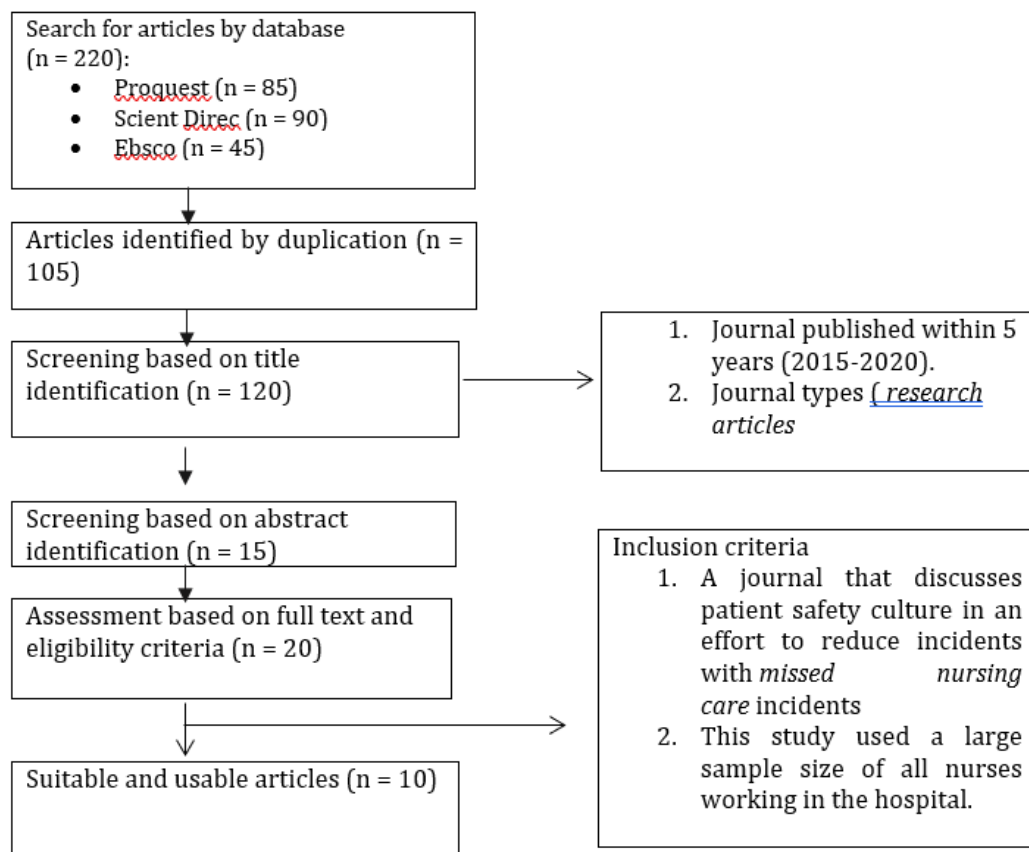 Search for articles by database
(n = 220):
• Proquest (n = 85)
• Scient Direc (n = 90)
• Ebsco (n = 45)
Articles identified by duplication (n =
105)
Screening based on title
identification (n = 120)
1. Journal published within 5
years (2015-2020).
2. Journal types ( research
articles
Screening based on abstract
identification (n = 15)
Assessment based on full text and
eligibility criteria (n = 20)
Inclusion criteria
1. A journal that discusses
patient safety culture in an
effort to reduce incidents
with missed nursing
care incidents
2. This study used a large
sample size of all nurses
working in the hospital.
Suitable and usable articles (n = 10)